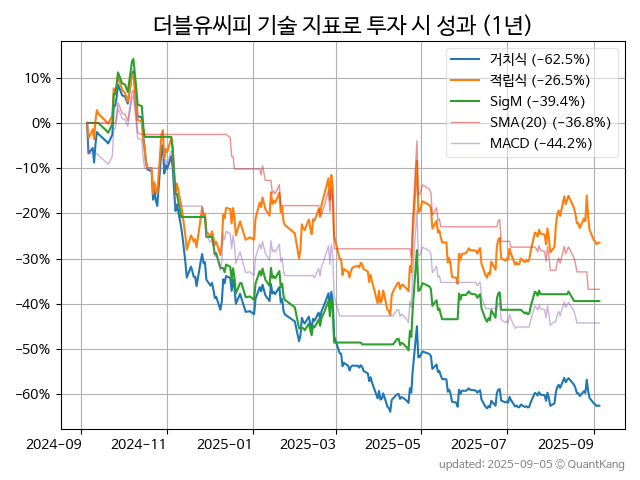 더블유씨피 기술 지표로 투자 시 성과 (1년)
거치식 (−62.5%)
적립식 (−26.5%)
SigM (−39.4%)
SMA(20) (−36.8%)
MACD (−44.2%)
10%
0%
−10%
−20%
−30%
−40%
−50%
−60%
2024-09 2024-11 2025-01 2025-03 2025-05 2025-07 2025-09
updated: 2025-09-05 © QuantKang